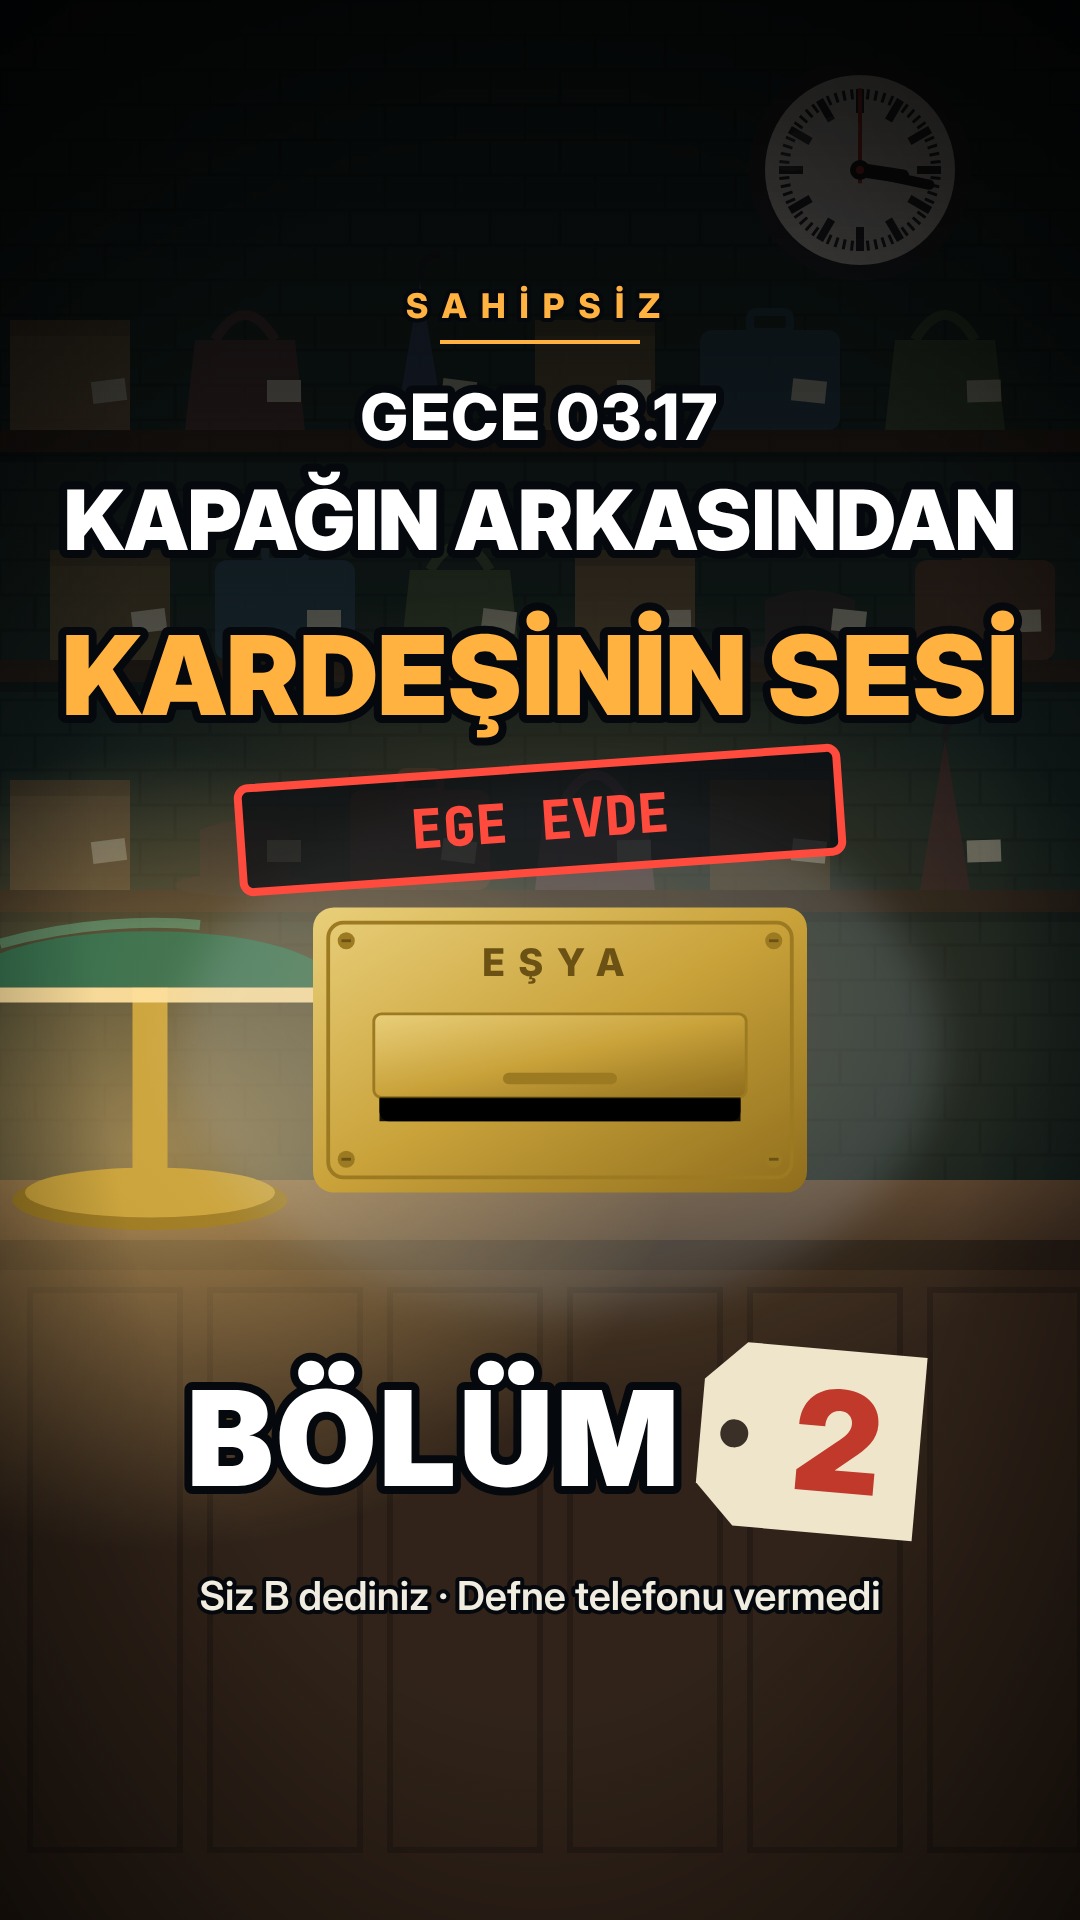 SAHİPSİZ
GECE 03.17
KAPAĞIN ARKASINDAN
KARDEŞİNİN SESİ
EGE EVDE
EŞYA
BÖLÜM 2
Siz B dediniz · Defne telefonu vermedi